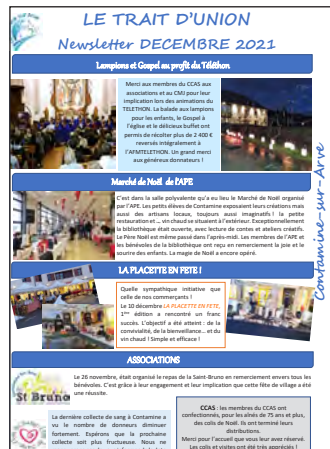 LE TRAIT D'UNION
Newsletter DECEMBRE 2021
Lampions et Gospel au profit du Téléthon
Merci aux membres du CCAS aux
associations et au CMJ pour leur
implication lors des animations du
TELETHON. La balade aux lampions
pour les enfants, le Gospel à
l'église et le délicieux buffet ont
permis de récolter plus de 2 400 €
reversés intégralement à
l'AFMTELETHON. Un grand merci
aux généreux donnateurs !
Contamine-sur-Arve
Marché de Noël de l'APE
C'est dans la salle polyvalente qu'a eu lieu le Marché de Noël organisé
par l'APE. Les petits élèves de Contamine exposaient leurs créations mais
aussi des artisans locaux, toujours aussi imaginatifs ! la petite
restauration et ... vin chaud se situaient à l'extérieur. Exceptionnellement
la bibliothèque était ouverte, avec lecture de contes et ateliers créatifs.
Le Père Noël est même passé dans l'après-midi. Les membres de l'APE et
les bénévoles de la bibliothèque ont reçu en remerciement la joie et le
sourire des enfants. La magie de Noël a encore opéré.
LA PLACETTE EN FETE !
Quelle sympathique initiative que
celle de nos commerçants !
Le 10 décembre LA PLACETTE EN FETE,
1ère édition a rencontré un franc
succès. L'objectif a été atteint : de la
convivialité, de la bienveillance... et du
vin chaud ! Simple et efficace !
ASSOCIATIONS
St Bruno
Le 26 novembre, était organisé le repas de la Saint-Bruno en remerciement envers tous les
bénévoles. C'est grâce à leur engagement et leur implication que cette fête de village a été
une réussite.
La dernière collecte de sang à Contamine a
vu le nombre de donneurs diminuer
fortement. Espérons que la prochaine
collecte soit plus fructueuse. Nous ne
CCAS : les membres du CCAS ont
confectionnés, pour les aînés de 75 ans et plus,
des colis de Noël. Ils ont terminé leurs
distributions.
Merci pour l'accueil que vous leur avez réservé.
Les colis et visites ont été très appréciés !